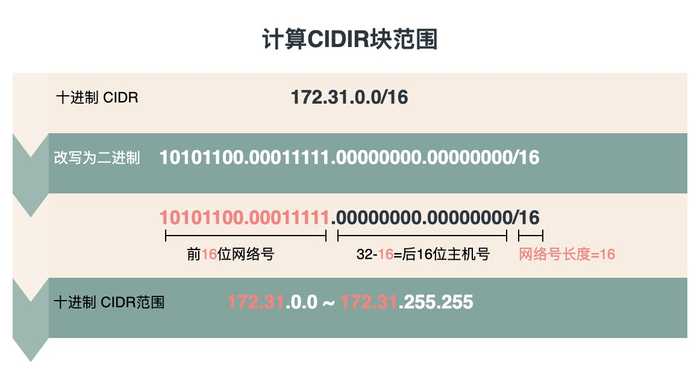 计算CIDIR块范围
十进制 CIDR 172.31.0.0/16
改写为二进制 10101100.00011111.00000000.00000000/16
10101100.00011111.00000000.00000000/16
前16位网络号 32-16=后16位主机号 网络号长度=16
十进制 CIDR范围 172.31.0.0 ~ 172.31.255.255